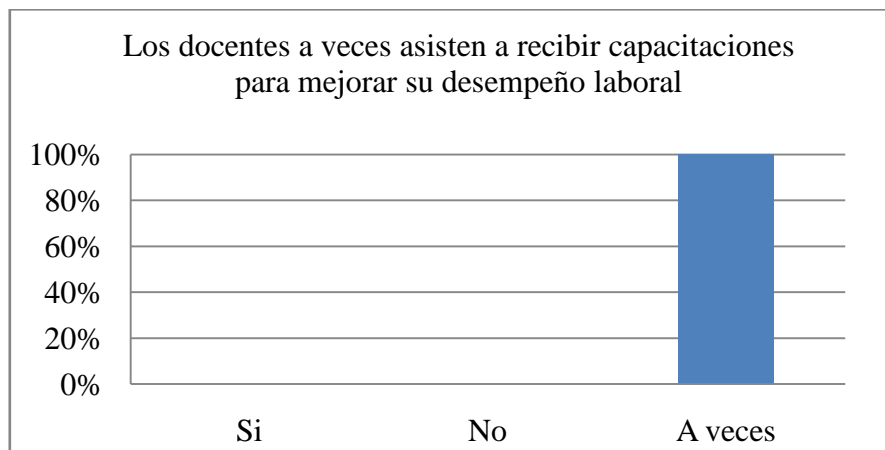 Los docentes a veces asisten a recibir capacitaciones
para mejorar su desempeño laboral
100%
80%
60%
40%
20%
0%
Si No A veces